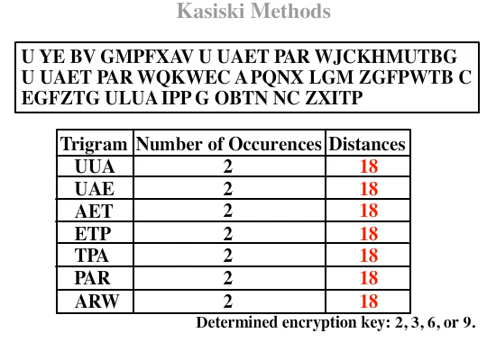 Kasiski Methods
U YE BV GMPFXAV U UAET PAR WJCKHMUTBG
U UAET PAR WQKWEC A PQNX LGM ZGFPWTB C
EGFZTG ULUA IPP G OBTN NC ZXITP
Trigram Number of Occurences Distances
UUA 2 18
UAE 2 18
AET 2 18
ETP 2 18
TPA 2 18
PAR 2 18
ARW 2 18
Determined encryption key: 2, 3, 6, or 9.